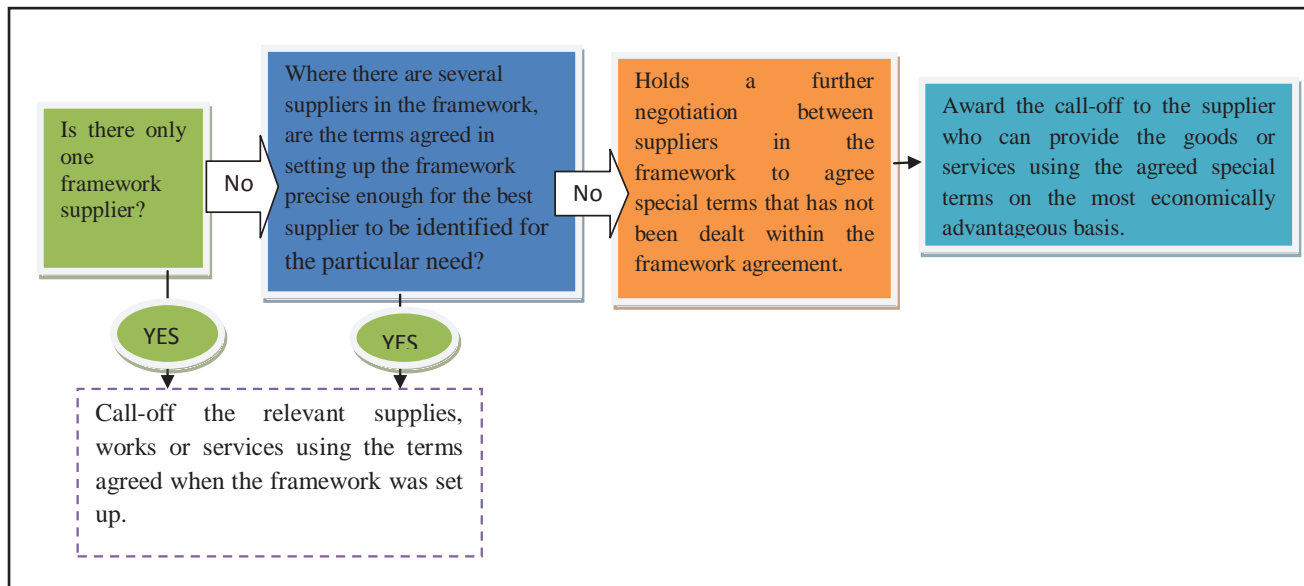 Is there only
one
framework
supplier?
No
Where there are several
suppliers in the framework,
are the terms agreed in
setting up the framework
precise enough for the best
supplier to be identified for
the particular need?
No
Holds a further
negotiation between
suppliers in the
framework to agree
special terms that has not
been dealt within the
framework agreement.
Award the call-off to the supplier
who can provide the goods or
services using the agreed special
terms on the most economically
advantageous basis.
YES
YES
Call-off the relevant supplies,
works or services using the terms
agreed when the framework was set
up.